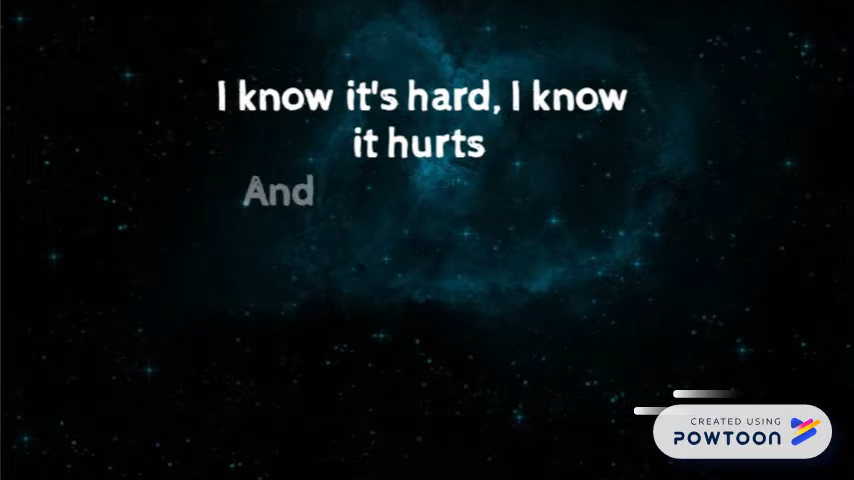 I know it's hard, I know
it hurts
And
CREATED USING
POWTOON